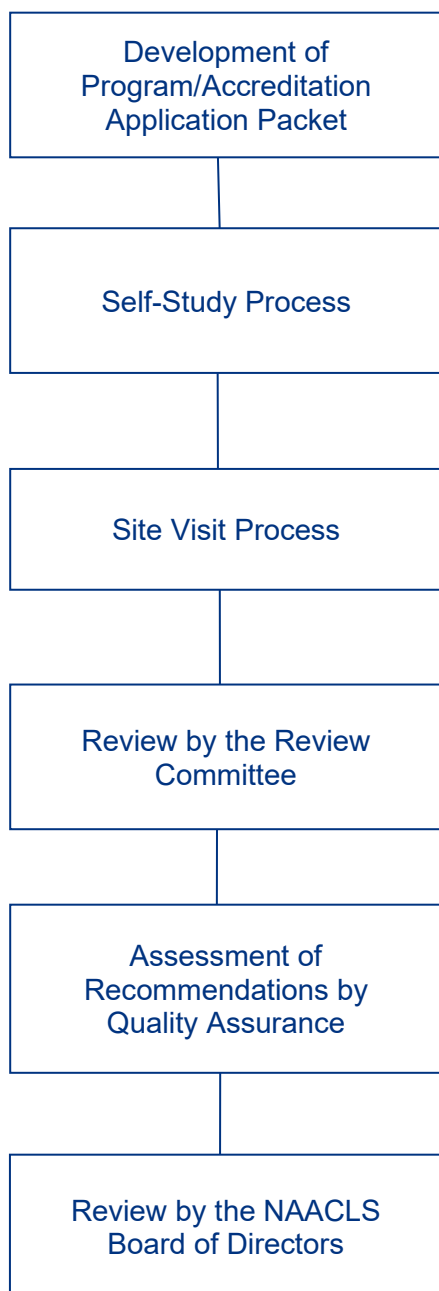 Development of
Program/Accreditation
Application Packet
Self-Study Process
Site Visit Process
Review by the Review
Committee
Assessment of
Recommendations by
Quality Assurance
Review by the NAACLS
Board of Directors